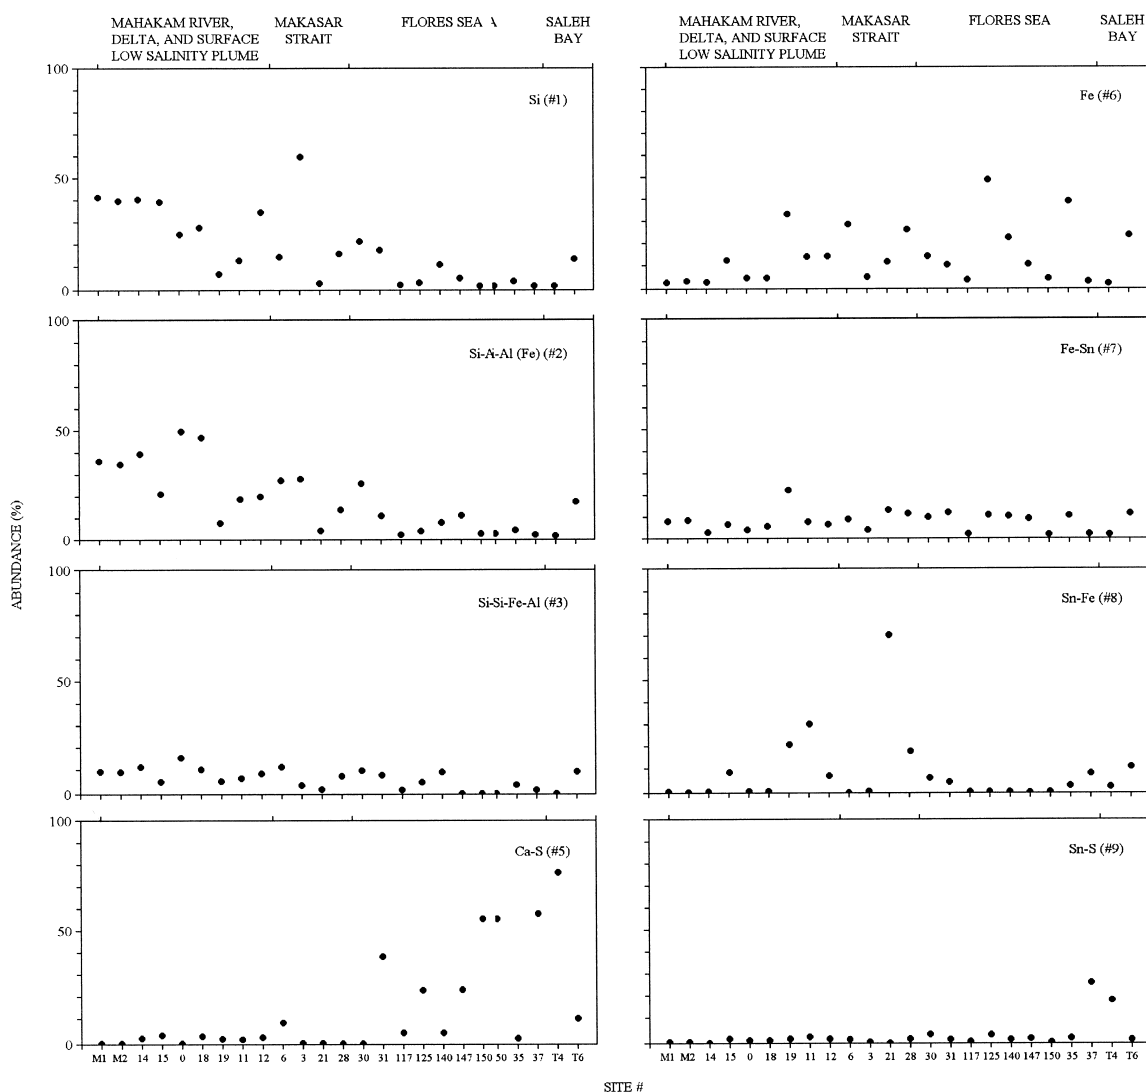 MAHAKAM RIVER,
DELTA, AND SURFACE
LOW SALINITY PLUME
MAKASAR
STRAIT
FLORES SEA A
SALEH
BAY
MAHAKAM RIVER,
DELTA, AND SURFACE
LOW SALINITY PLUME
MAKASAR
STRAIT
FLORES SEA
SALEH
BAY
100
50
0
Si (#1)
Fe (#6)
100
50
0
Si-Al-Al (Fe) (#2)
Fe-Sn (#7)
ABUNDANCE (%)
100
50
0
Si-Si-Fe-Al (#3)
Sn-Fe (#8)
100
50
0
Ca-S (#5)
Sn-S (#9)
M1 M2 14 15 0 18 19 11 12 6 3 21 28 30 31 117 125 140 147 150 50 35 37 T4 T6
M1 M2 14 15 0 18 19 11 12 6 3 21 28 30 31 117 125 140 147 150 35 37 T4 T6
SITE #